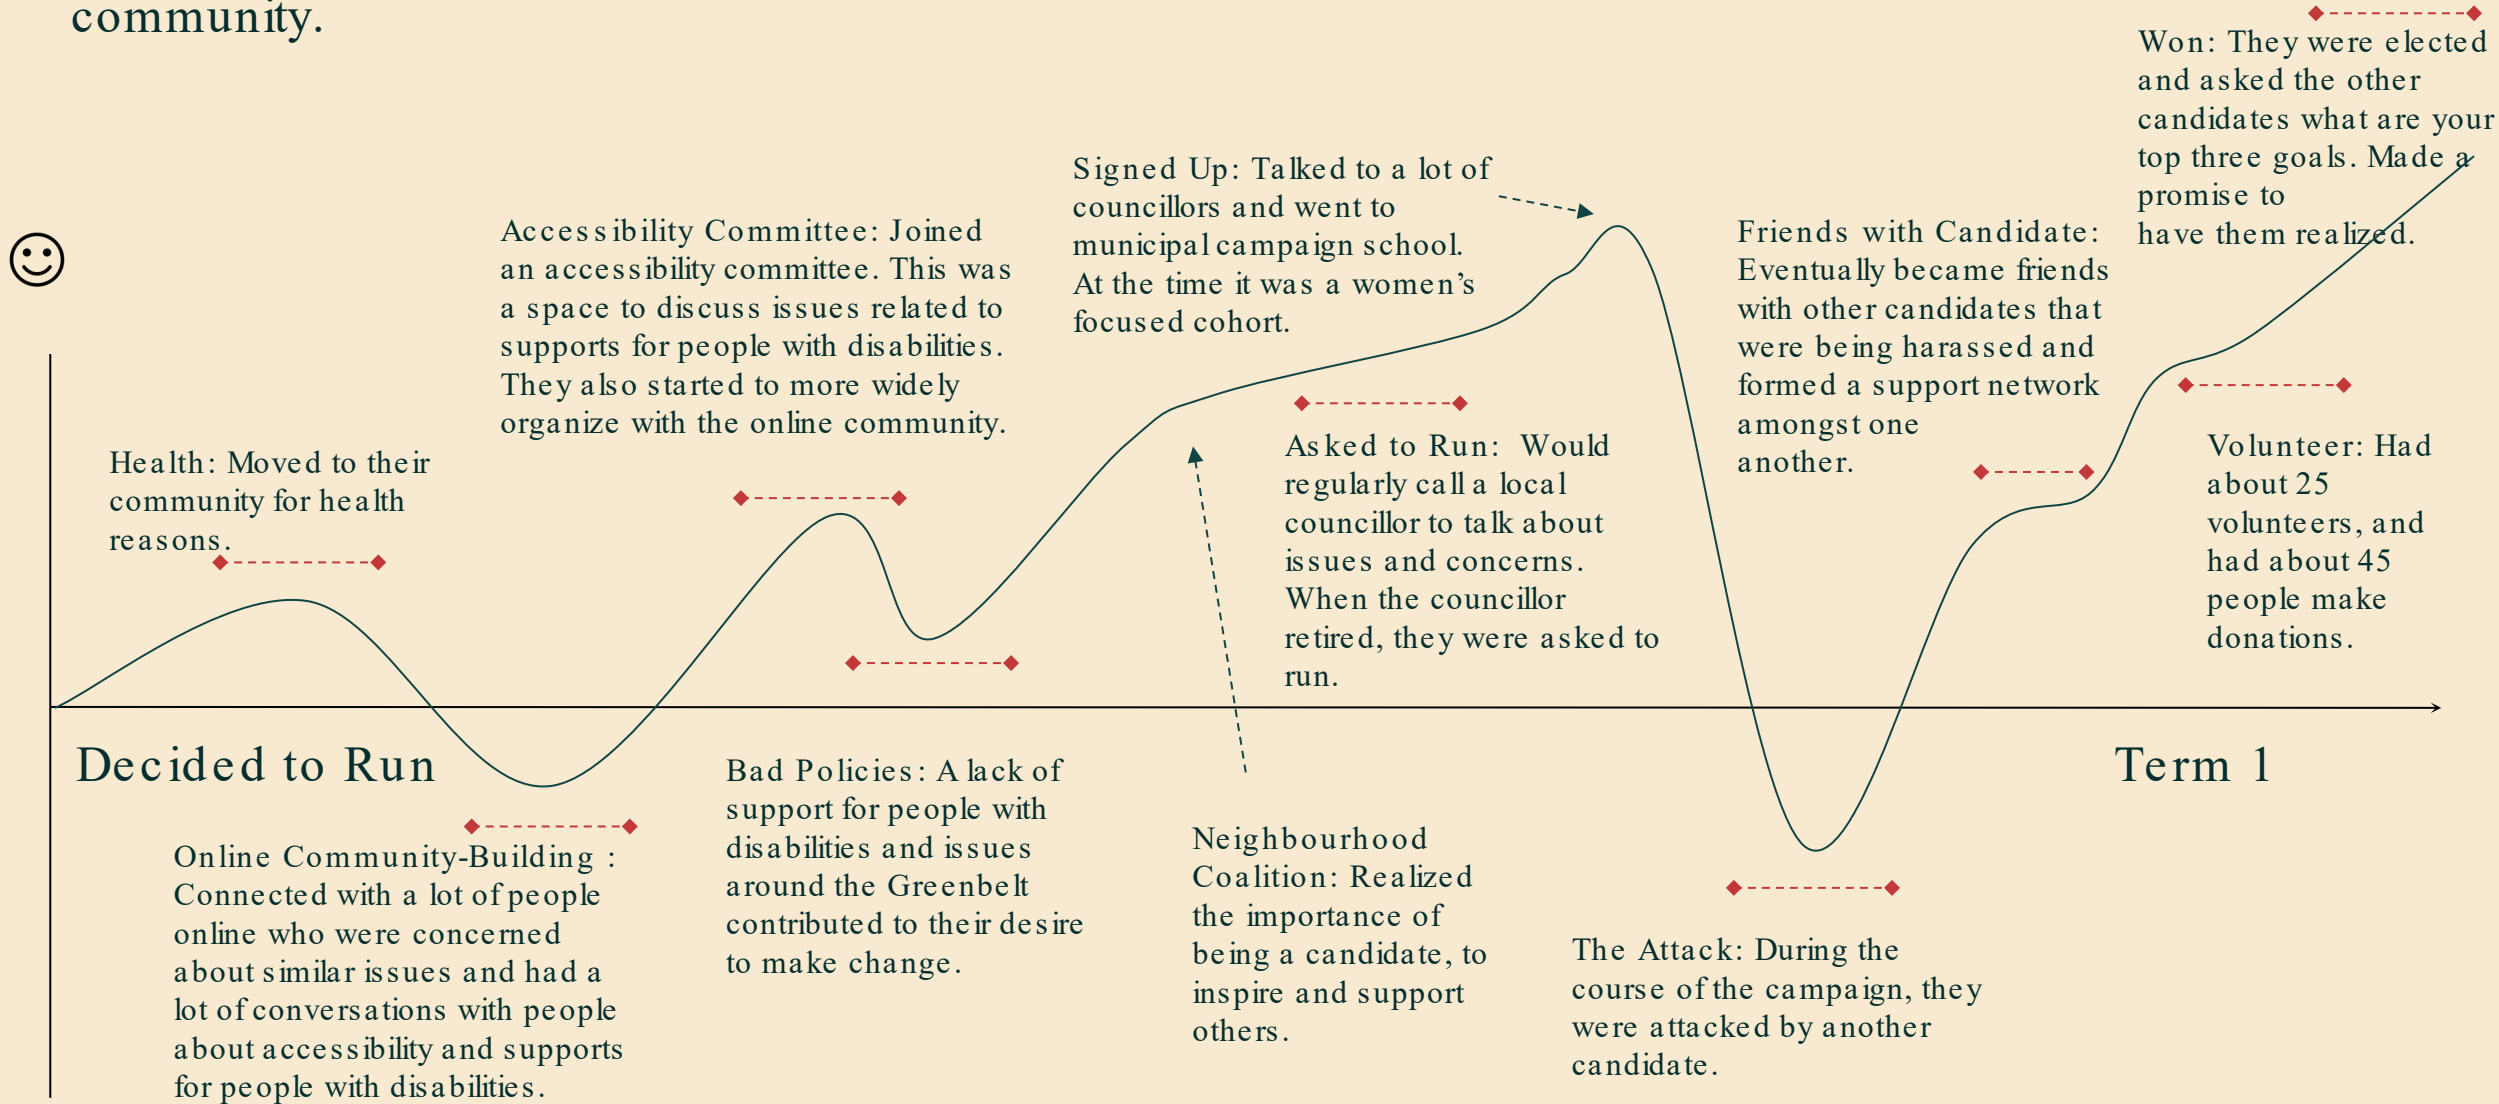 community.
Won: They were elected
and asked the other
candidates what are your
top three goals. Made a
promise to
have them realized.
Signed Up: Talked to a lot of
councillors and went to
municipal campaign school.
At the time it was a women’s
focused cohort.
Accessibility Committee: Joined
an accessibility committee. This was
a space to discuss issues related to
supports for people with disabilities.
They also started to more widely
organize with the online community.
Friends with Candidate:
Eventually became friends
with other candidates that
were being harassed and
formed a support network
amongst one
another.
Health: Moved to their
community for health
reasons.
Asked to Run: Would
regularly call a local
councillor to talk about
issues and concerns.
When the councillor
retired, they were asked to
run.
Volunteer: Had
about 25
volunteers, and
had about 45
people make
donations.
Decided to Run
Term 1
Online Community-Building :
Connected with a lot of people
online who were concerned
about similar issues and had a
lot of conversations with people
about accessibility and supports
for people with disabilities.
Bad Policies: A lack of
support for people with
disabilities and issues
around the Greenbelt
contributed to their desire
to make change.
Neighbourhood
Coalition: Realized
the importance of
being a candidate, to
inspire and support
others.
The Attack: During the
course of the campaign, they
were attacked by another
candidate.